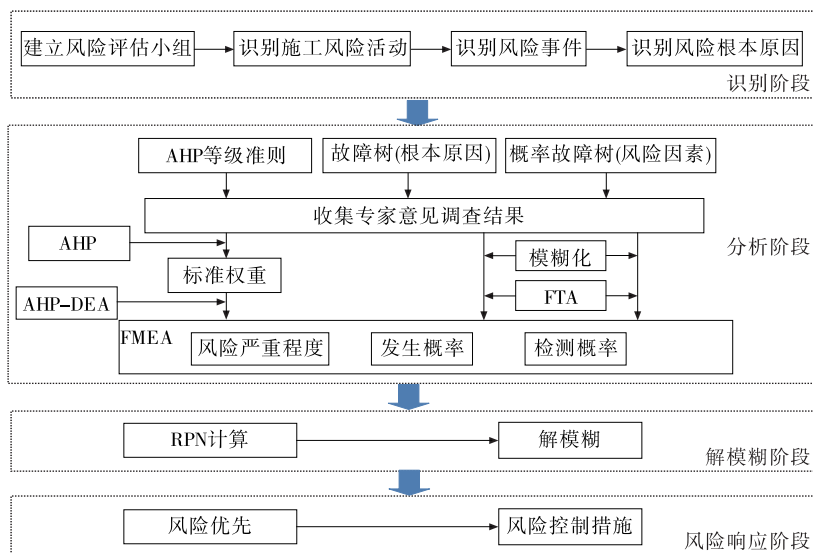 建立风险评估小组
识别施工风险活动
识别风险事件
识别风险根本原因
识别阶段
AHP等级准则
故障树(根本原因)
概率故障树(风险因素)
收集专家意见调查结果
AHP
模糊化
分析阶段
标准权重
AHP-DEA
FTA
FMEA
风险严重程度
发生概率
检测概率
RPN计算
解模糊
解模糊阶段
风险优先
风险控制措施
风险响应阶段